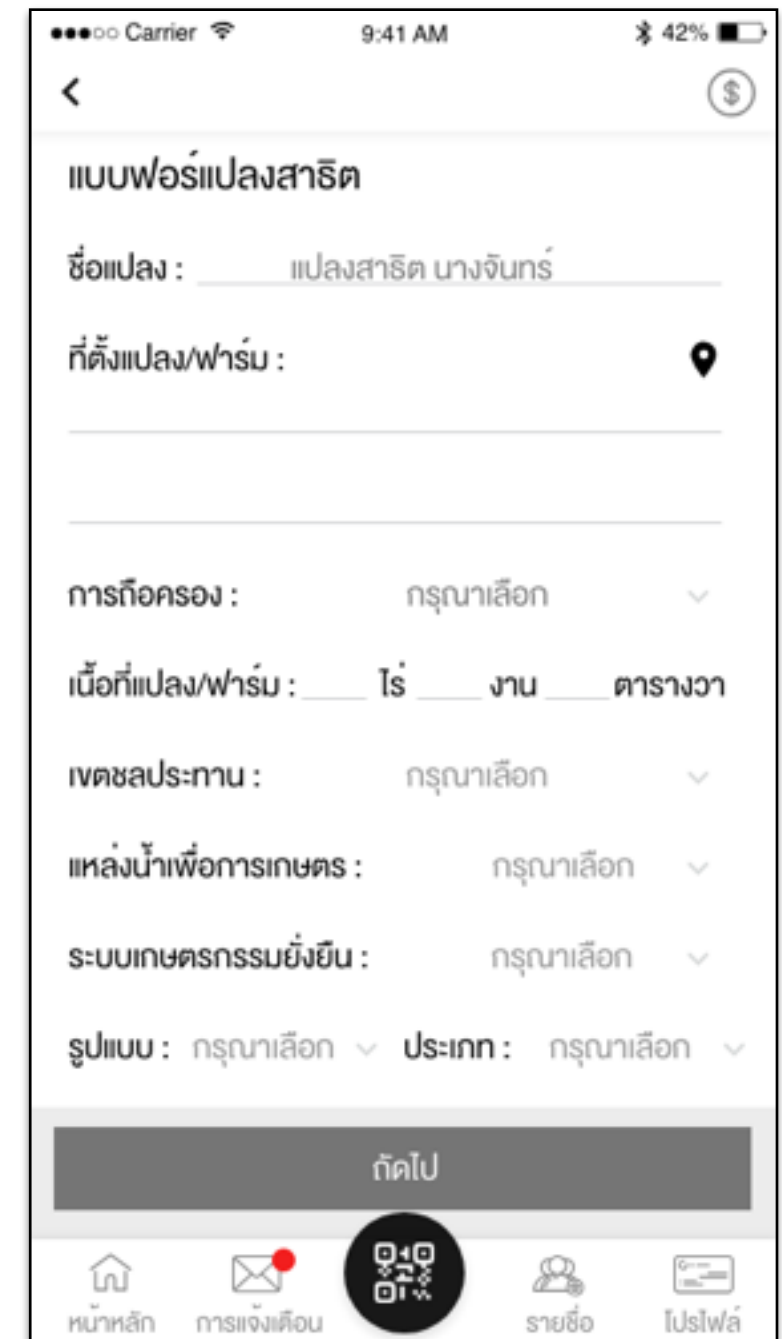 Carrier 9:41 AM 42%
แบบฟอร์แปลงสาธิต
ชื่อแปลง : แปลงสาธิต นางจันทร์
ที่ตั้งแปลง/ฟาร์ม :
การถือครอง : กรุณาเลือก
เนื้อที่แปลง/ฟาร์ม : ____ ไร่ ____ งาน ____ ตารางวา
เขตชลประทาน : กรุณาเลือก
แหล่งน้ำเพื่อการเกษตร : กรุณาเลือก
ระบบเกษตรกรรมยั่งยืน : กรุณาเลือก
รูปแบบ : กรุณาเลือก ประเภท : กรุณาเลือก
ถัดไป
หน้าหลัก การแจ้งเตือน รายชื่อ โปรไฟล์